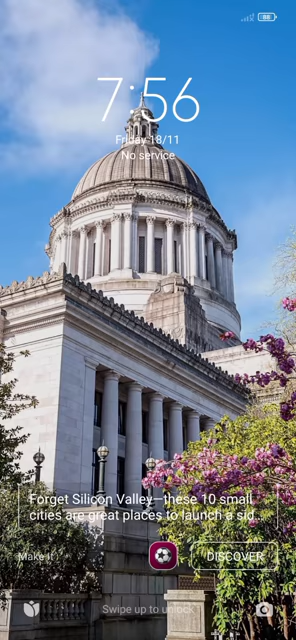 88
7:56
Friday 18/11
No service
Forget Silicon Valley—these 10 small
cities are great places to launch a sid...
Make it
DISCOVER
Swipe up to unlock